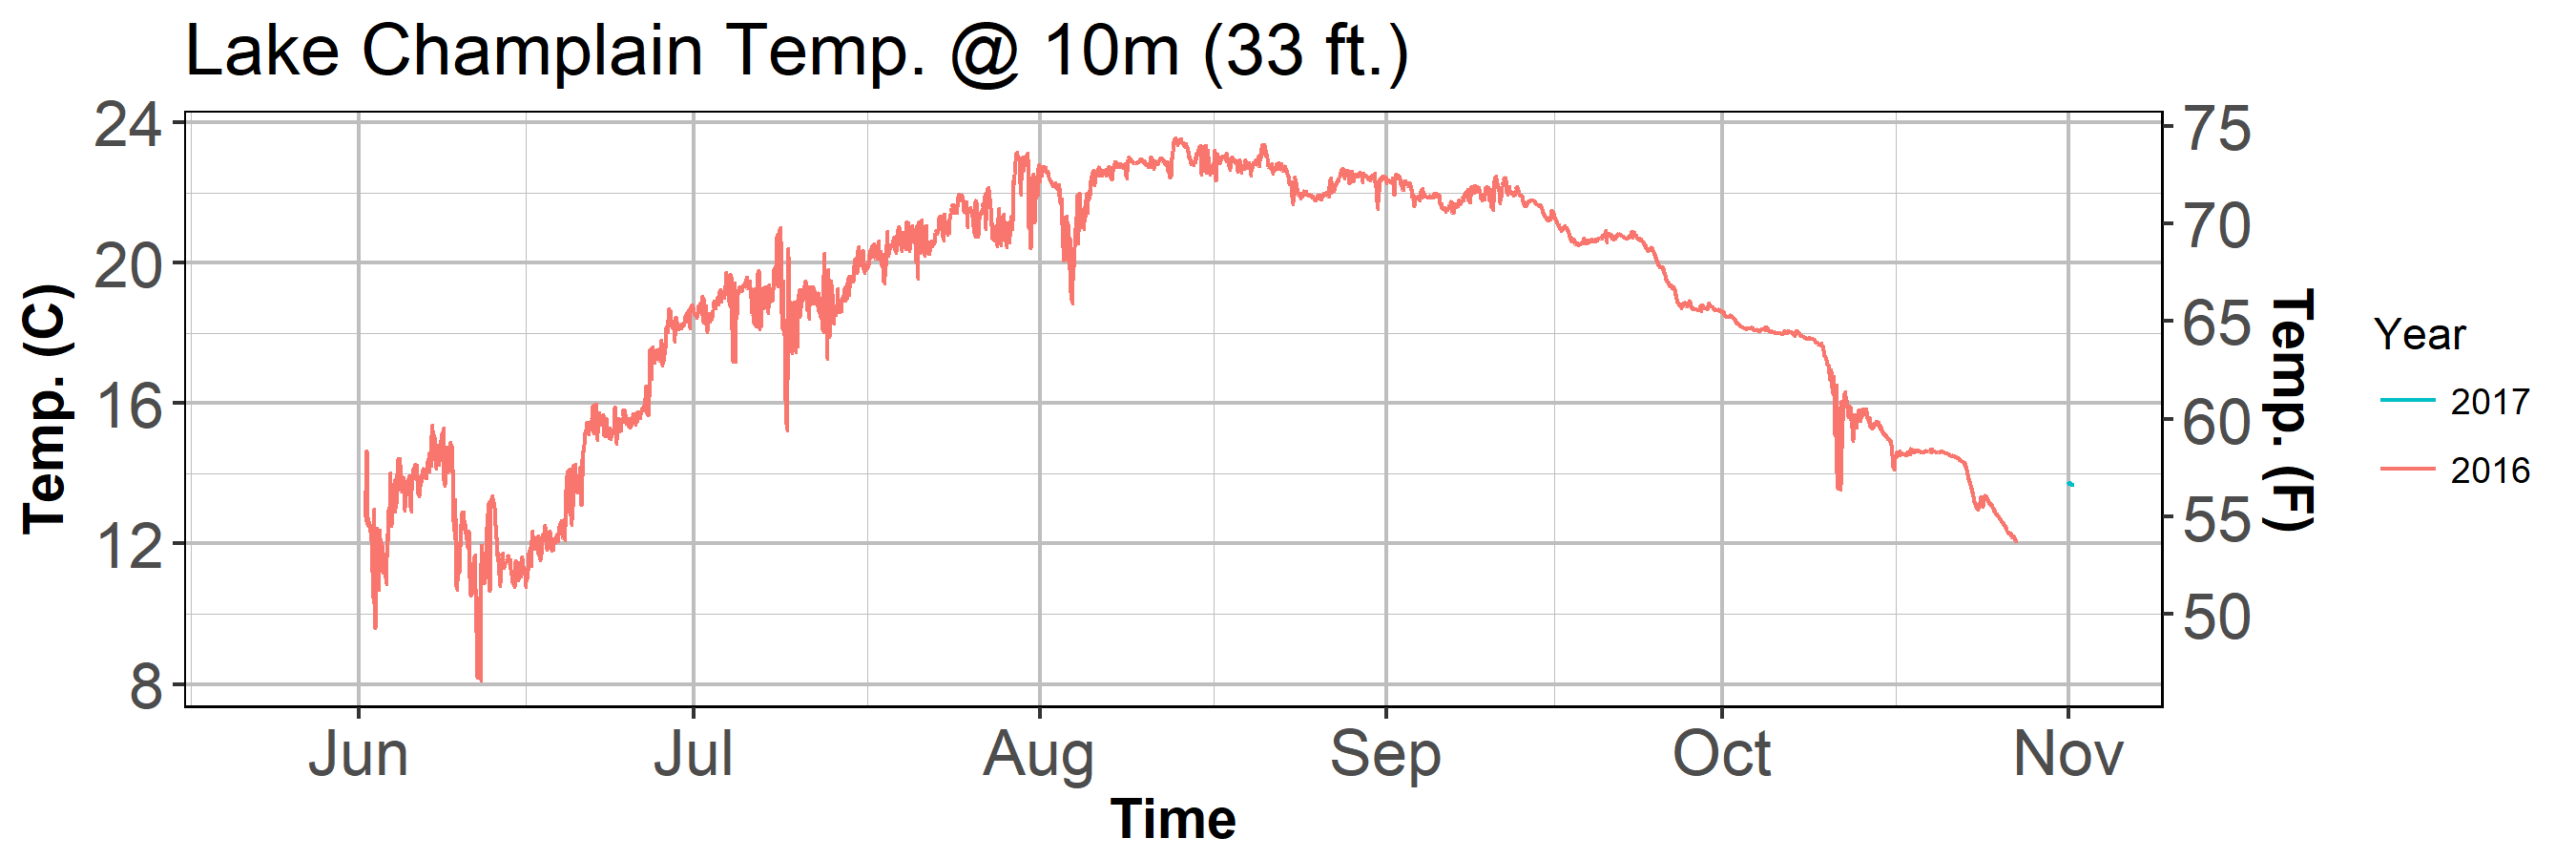 Lake Champlain Temp. @ 10m (33 ft.)
Temp. (C)
24
20
16
12
8
75
70
65
60
55
50
Temp. (F)
Jun Jul Aug Sep Oct Nov
Time
Year
2017
2016